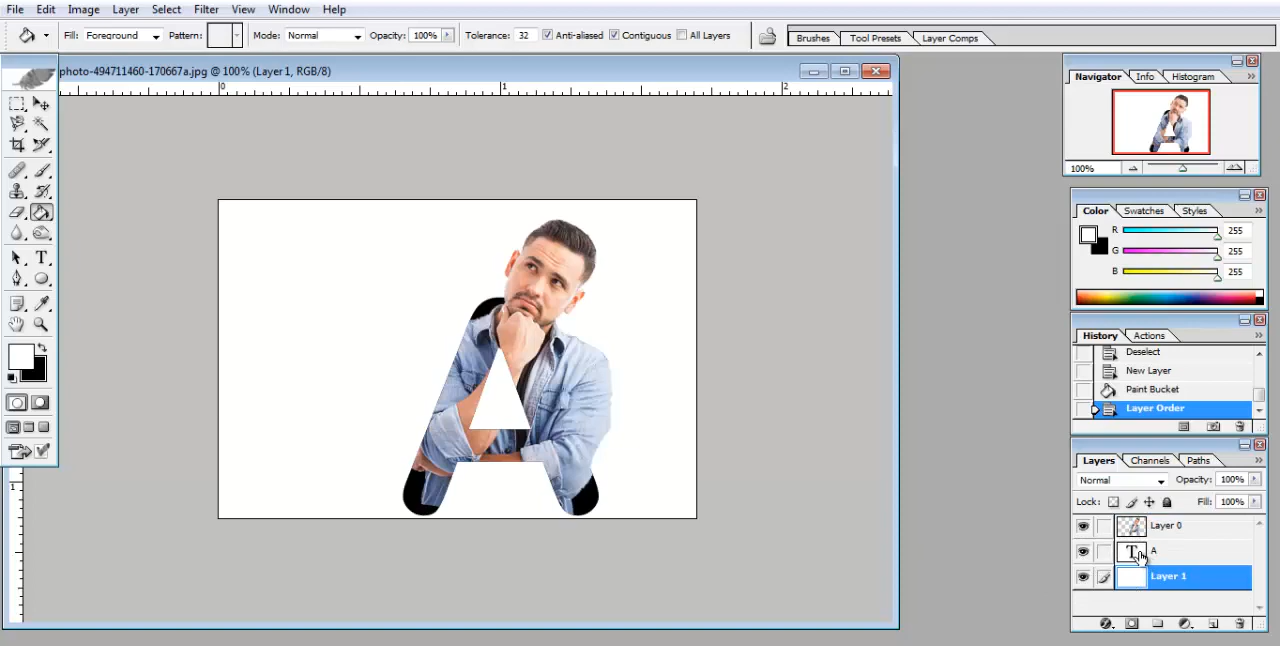 File Edit Image Layer Select Filter View Window Help
Fill: Foreground Pattern: Mode: Normal Opacity: 100% Tolerance: 32 Anti-aliased Contiguous All Layers Brushes Tool Presets Layer Comps
photo-494711460-170667a.jpg @ 100% (Layer 1, RGB/8)
0 1 2
Navigator Info Histogram
100%
Color Swatches Styles
R 255
G 255
B 255
History Actions
Deselect
New Layer
Paint Bucket
Layer Order
Layers Channels Paths
Normal Opacity: 100%
Lock: Fill: 100%
Layer 0
T A
Layer 1
T
1
A